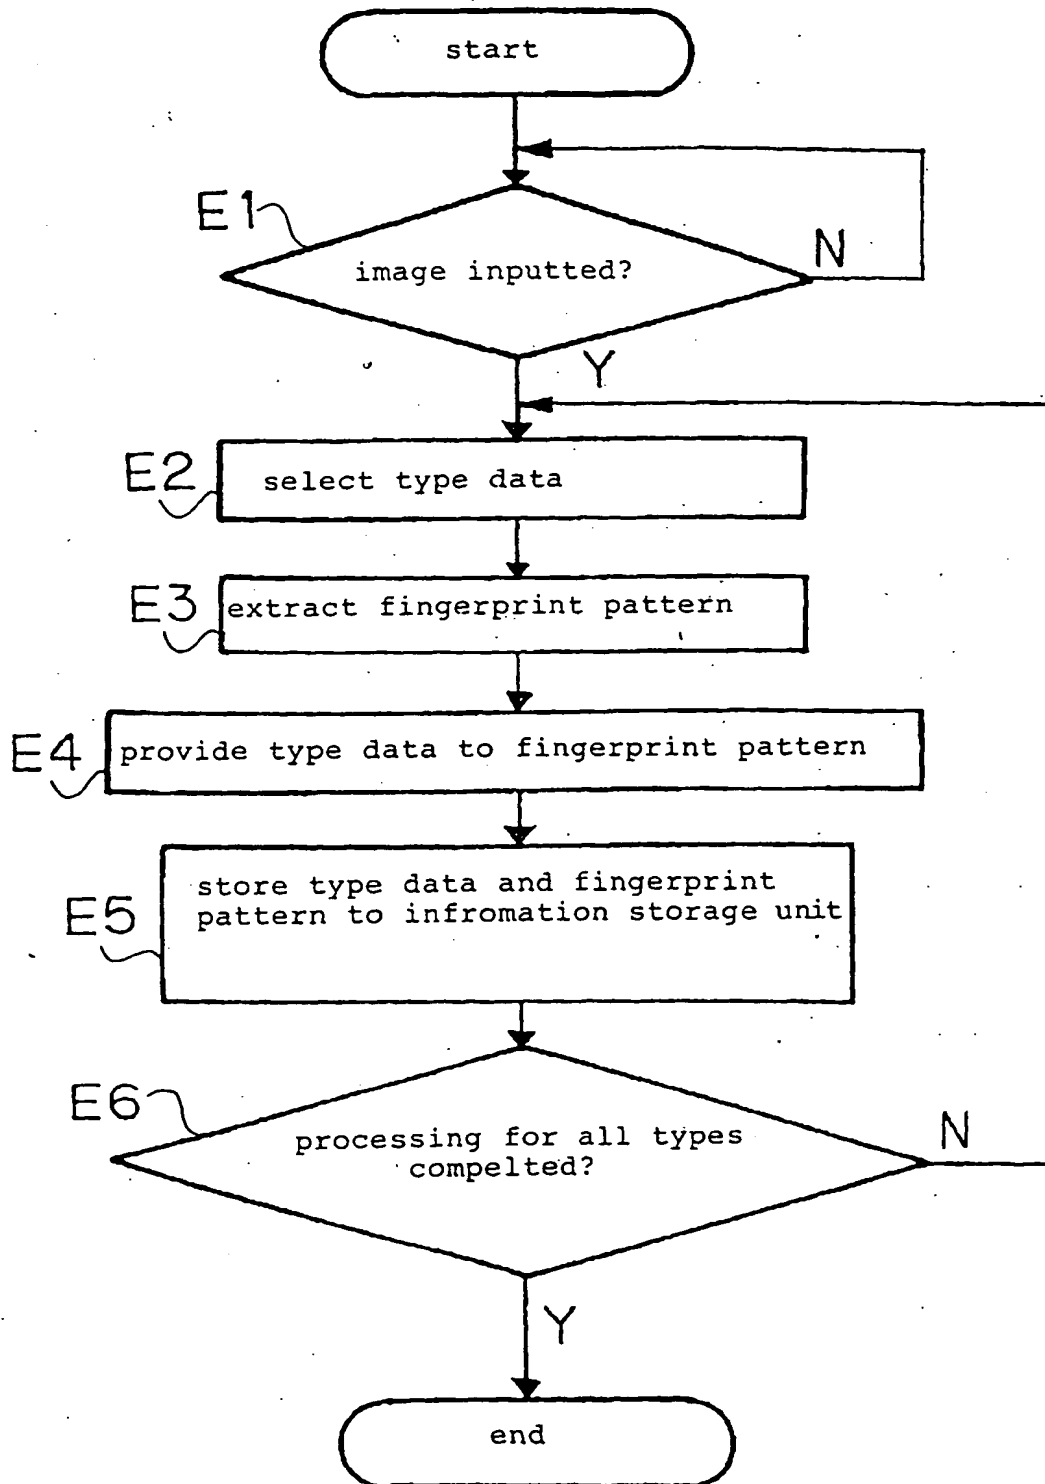 start
E1
image inputted?
N
Y
E2
select type data
E3
extract fingerprint pattern
E4
provide type data to fingerprint pattern
E5
store type data and fingerprint
pattern to infromation storage unit
E6
processing for all types
compelted?
N
Y
end